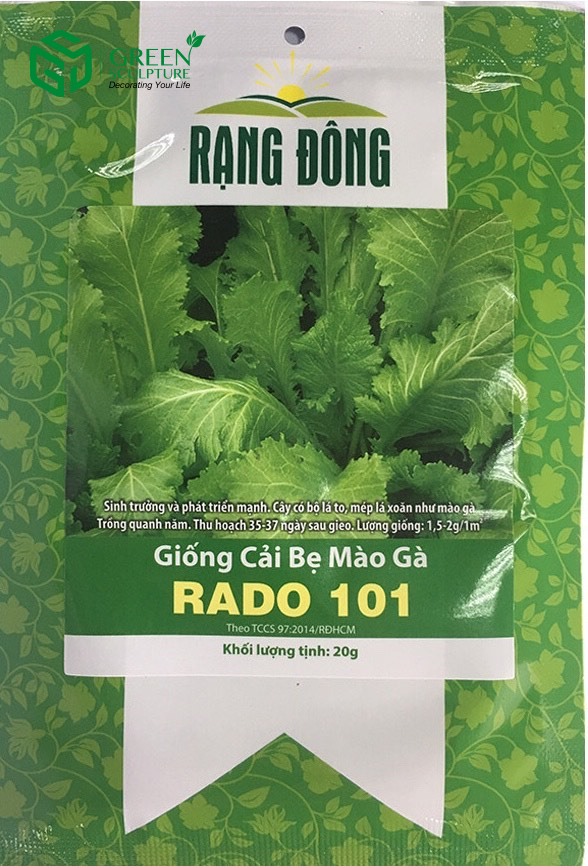 GREEN
SCULPTURE
Decorating Your Life
RẠNG ĐÔNG
Sinh trưởng và phát triển mạnh. Cây có bộ lá to, mép lá xoăn như mào gà.
Trồng quanh năm. Thu hoạch 35-37 ngày sau gieo. Lượng giống: 1,5-2g/1m²
Giống Cải Bẹ Mào Gà
RADO 101
Theo TCCS 97:2014/RĐHCM
Khối lượng tịnh: 20g